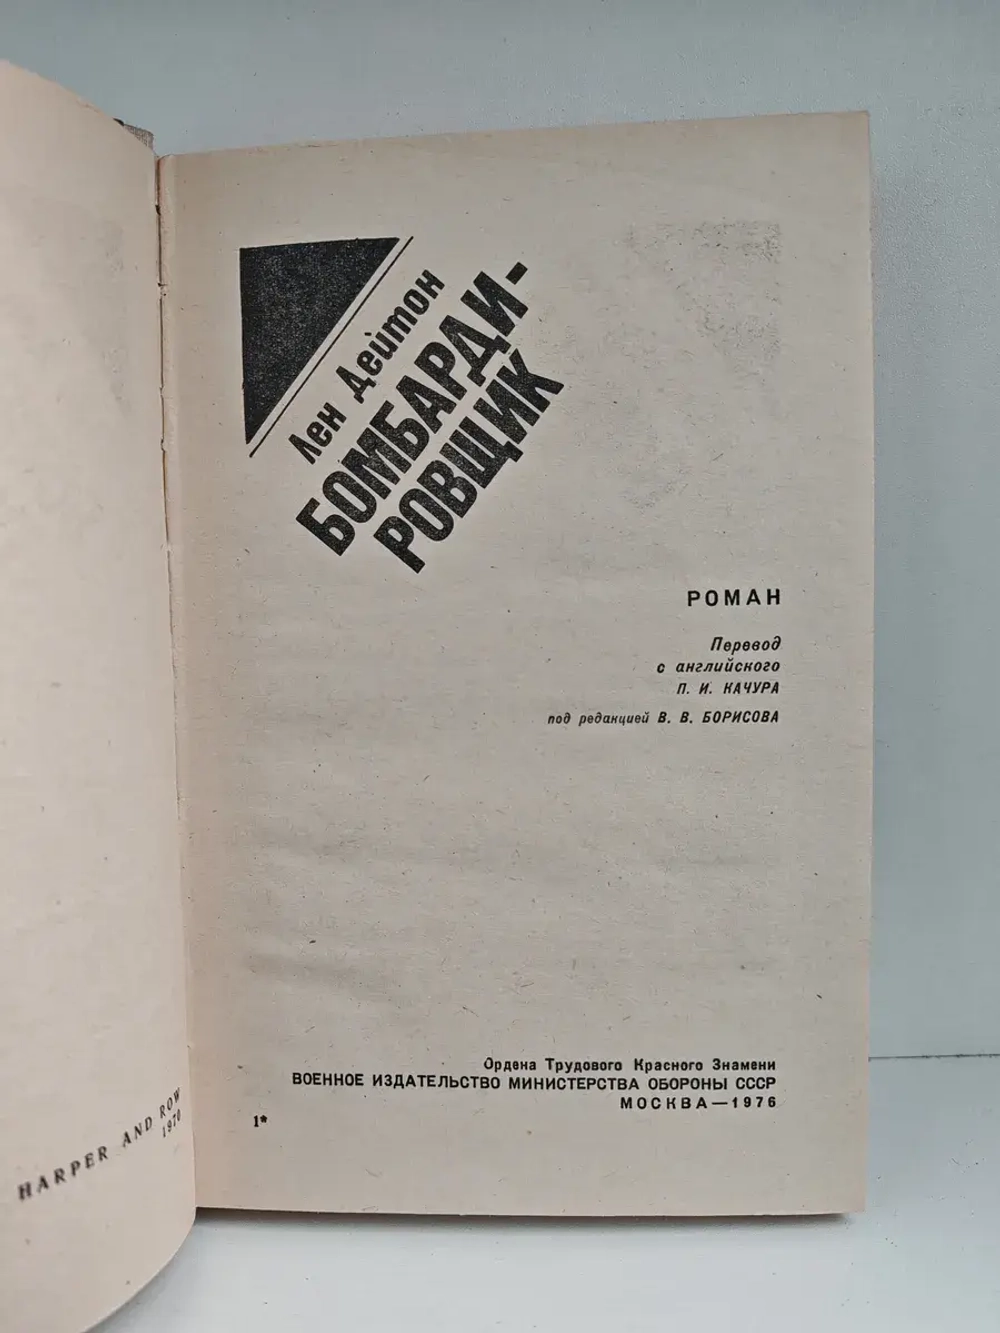 HARPER AND ROW
1970
Лен Дейтон
БОМБАРДИ-
РОВЩИК
РОМАН
Перевод
с английского
П. И. КАЧУРА
под редакцией В. В. БОРИСОВА
Ордена Трудового Красного Знамени
ВОЕННОЕ ИЗДАТЕЛЬСТВО МИНИСТЕРСТВА ОБОРОНЫ СССР
МОСКВА—1976
1*